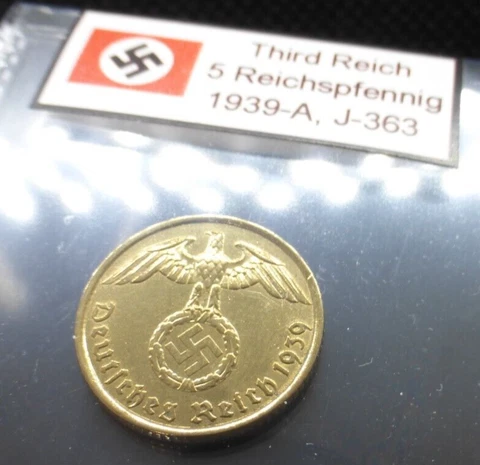 Third Reich
5 Reichspfennig
1939-A, J-363
Deutsches Reich 1939